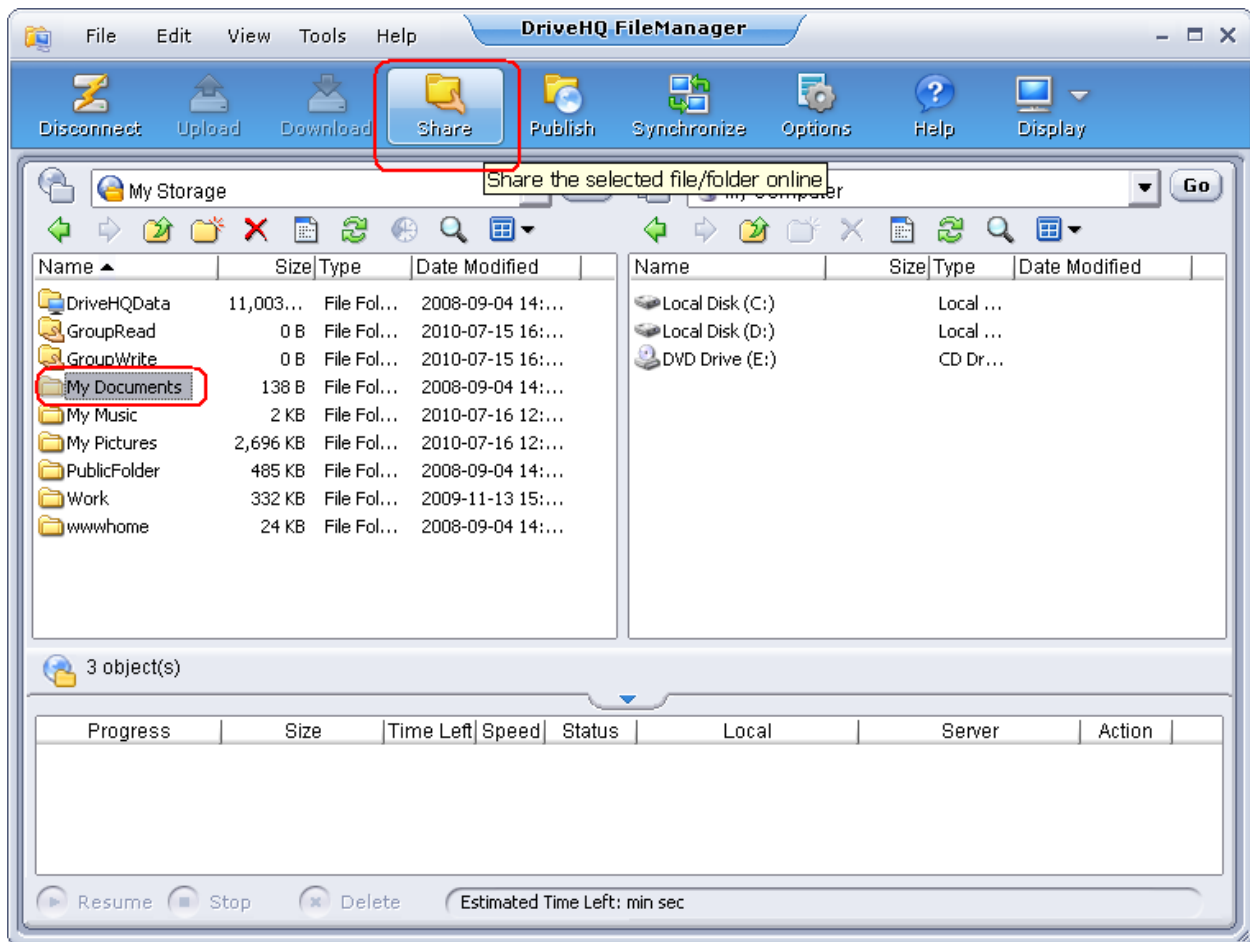 DriveHQ FileManager
File Edit View Tools Help
Disconnect Upload Download Share Publish Synchronize Options Help Display
Share the selected file/folder online
My Storage
My Computer
Go
Name Size Type Date Modified
DriveHQData 11,003... File Fol... 2008-09-04 14:...
GroupRead 0 B File Fol... 2010-07-15 16:...
GroupWrite 0 B File Fol... 2010-07-15 16:...
My Documents 138 B File Fol... 2008-09-04 14:...
My Music 2 KB File Fol... 2010-07-16 12:...
My Pictures 2,696 KB File Fol... 2010-07-16 12:...
PublicFolder 485 KB File Fol... 2008-09-04 14:...
Work 332 KB File Fol... 2009-11-13 15:...
wwwhome 24 KB File Fol... 2008-09-04 14:...
Name Size Type Date Modified
Local Disk (C:) Local ...
Local Disk (D:) Local ...
DVD Drive (E:) CD Dr...
3 object(s)
Progress Size Time Left Speed Status Local Server Action
Resume Stop Delete Estimated Time Left: min sec